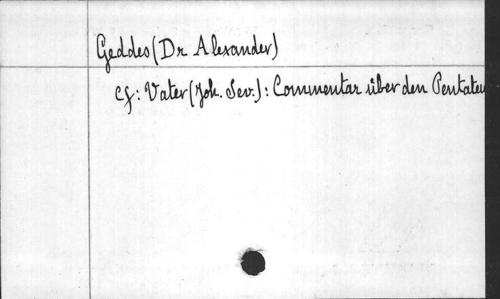 Geddes (Dr Alexander)
cf: Vater (Joh. Sev.): Commentar über den Pentateu